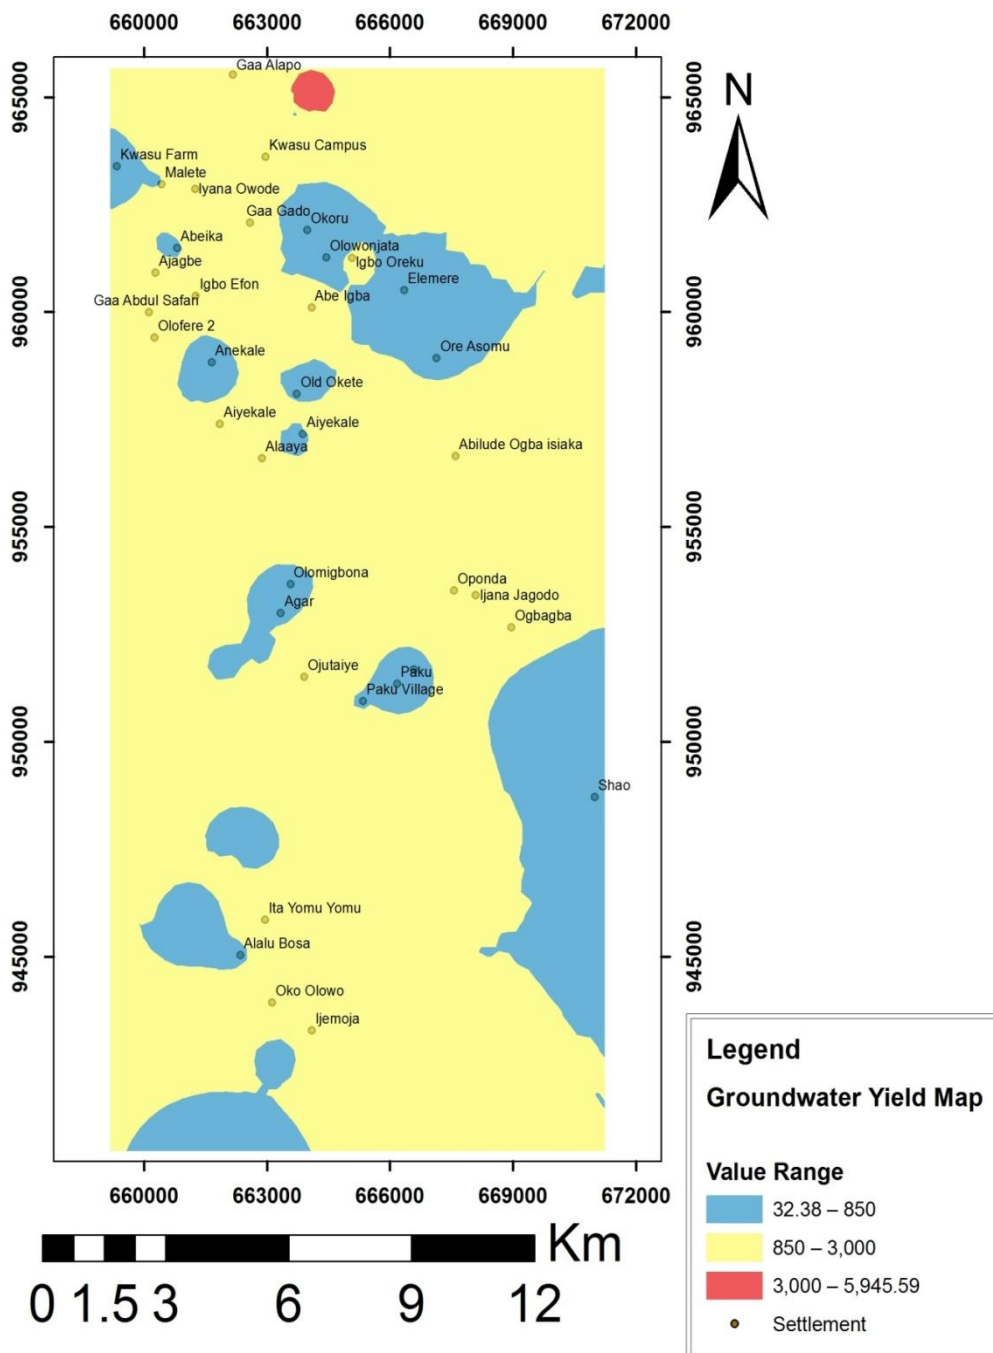 660000 663000 666000 669000 672000
965000
960000
955000
950000
945000
Gaa Alapo
Kwasu Campus
Kwasu Farm
Malete
Iyana Owode
Gaa Gado
Okoru
Abeika
Olowonjata
Igbo Oreku
Ajagbe
Elemere
Igbo Efon
Gaa Abdul Safari
Abe Igba
Olofere 2
Anekale
Ore Asomu
Old Okete
Aiyekale
Aiyekale
Alaaya
Abilude Ogba isiaka
Olomigbona
Agar
Oponda
Ijana Jagodo
Ogbagba
Ojutaiye
Paku
Paku Village
Shao
Ita Yomu Yomu
Alalu Bosa
Oko Olowo
Ijemoja
965000
960000
955000
950000
945000
660000 663000 666000 669000 672000
N
Km
0 1.5 3 6 9 12
Legend
Groundwater Yield Map
Value Range
32.38 – 850
850 – 3,000
3,000 – 5,945.59
Settlement